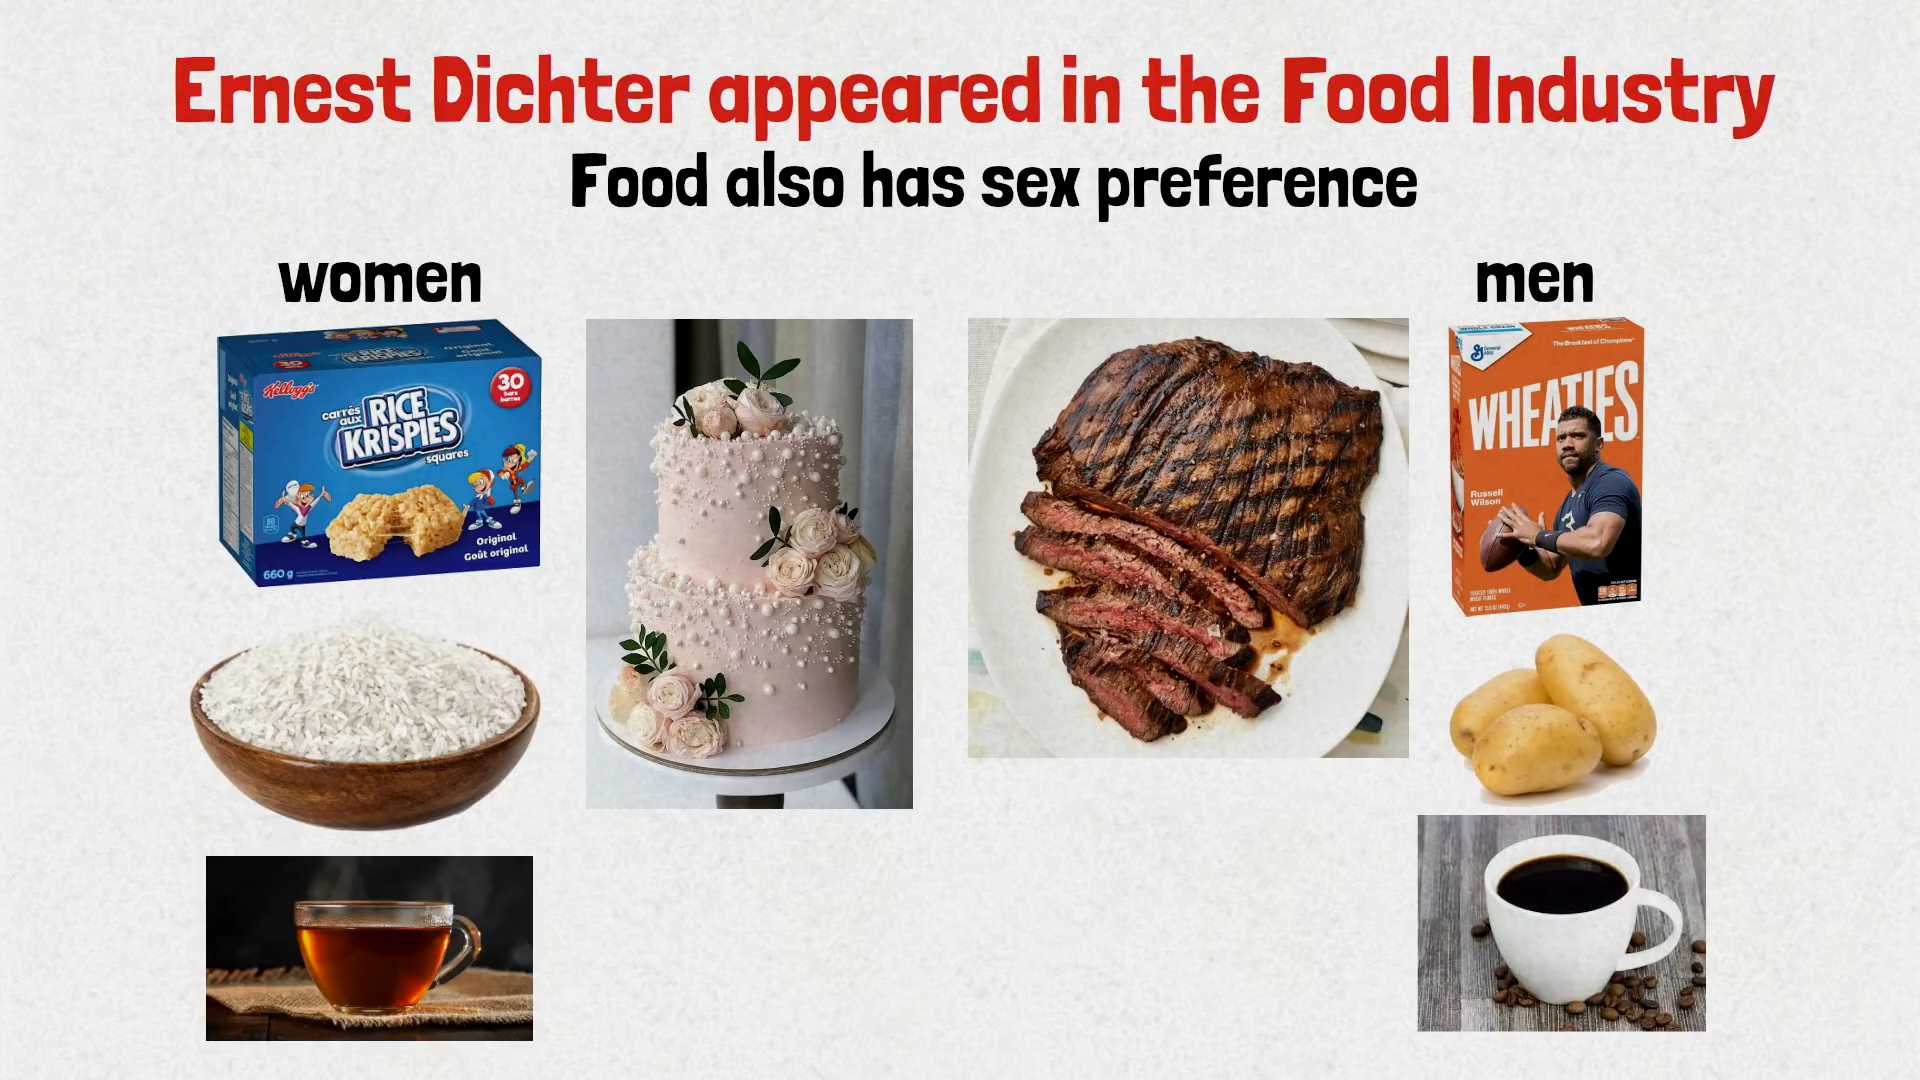 Ernest Dichter appeared in the Food Industry
Food also has sex preference
women
men
Kellogg's
30
bars
barres
carrés
aux
RICE
KRISPIES
squares
Original
Goût original
660 g
General
Mills
The Breakfast of Champions
WHEATIES
Russell
Wilson